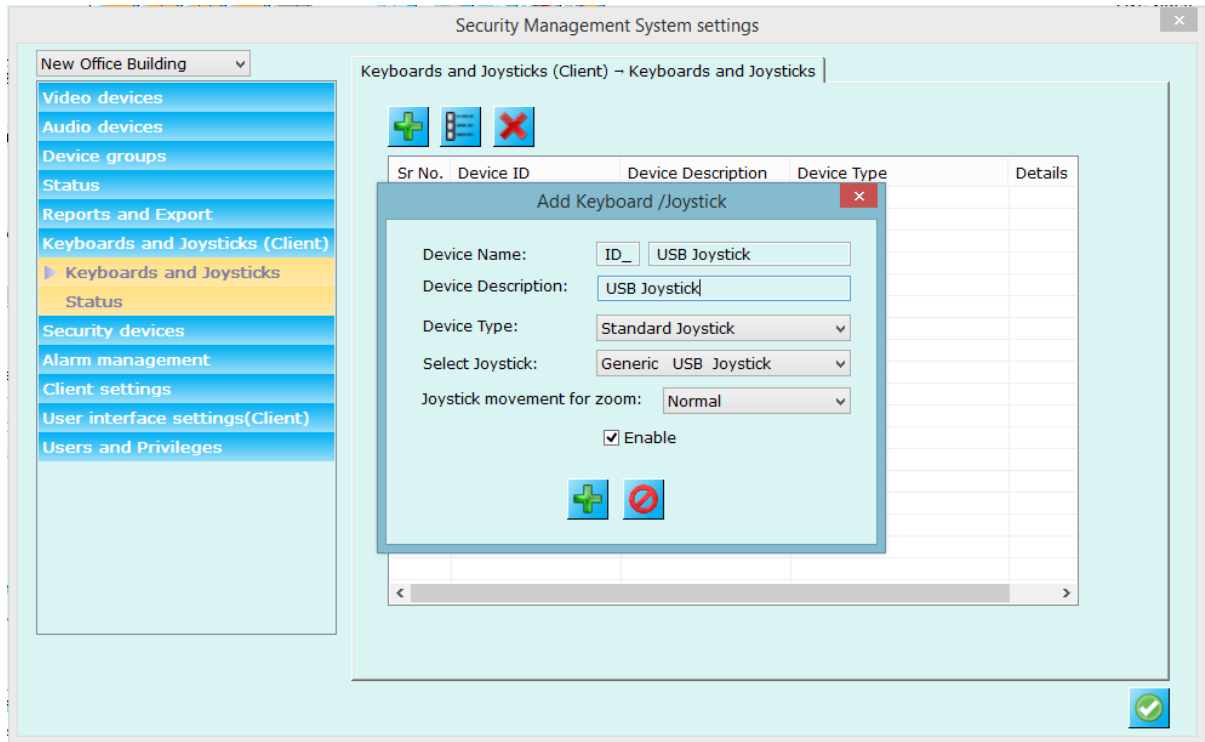 Security Management System settings
New Office Building
Video devices
Audio devices
Device groups
Status
Reports and Export
Keyboards and Joysticks (Client)
Keyboards and Joysticks
Status
Security devices
Alarm management
Client settings
User interface settings(Client)
Users and Privileges
Keyboards and Joysticks (Client) – Keyboards and Joysticks
Sr No. Device ID Device Description Device Type Details
Add Keyboard /Joystick
Device Name: ID_ USB Joystick
Device Description: USB Joystick
Device Type: Standard Joystick
Select Joystick: Generic USB Joystick
Joystick movement for zoom: Normal
Enable